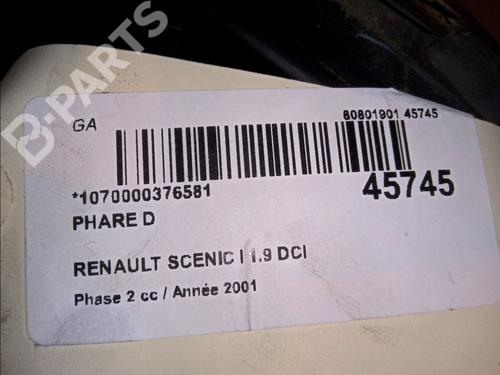 B-PARTS
GA
80801901 45745
*1070000376581
45745
PHARE D
RENAULT SCENIC I 1.9 DCI
Phase 2 cc / Année 2001